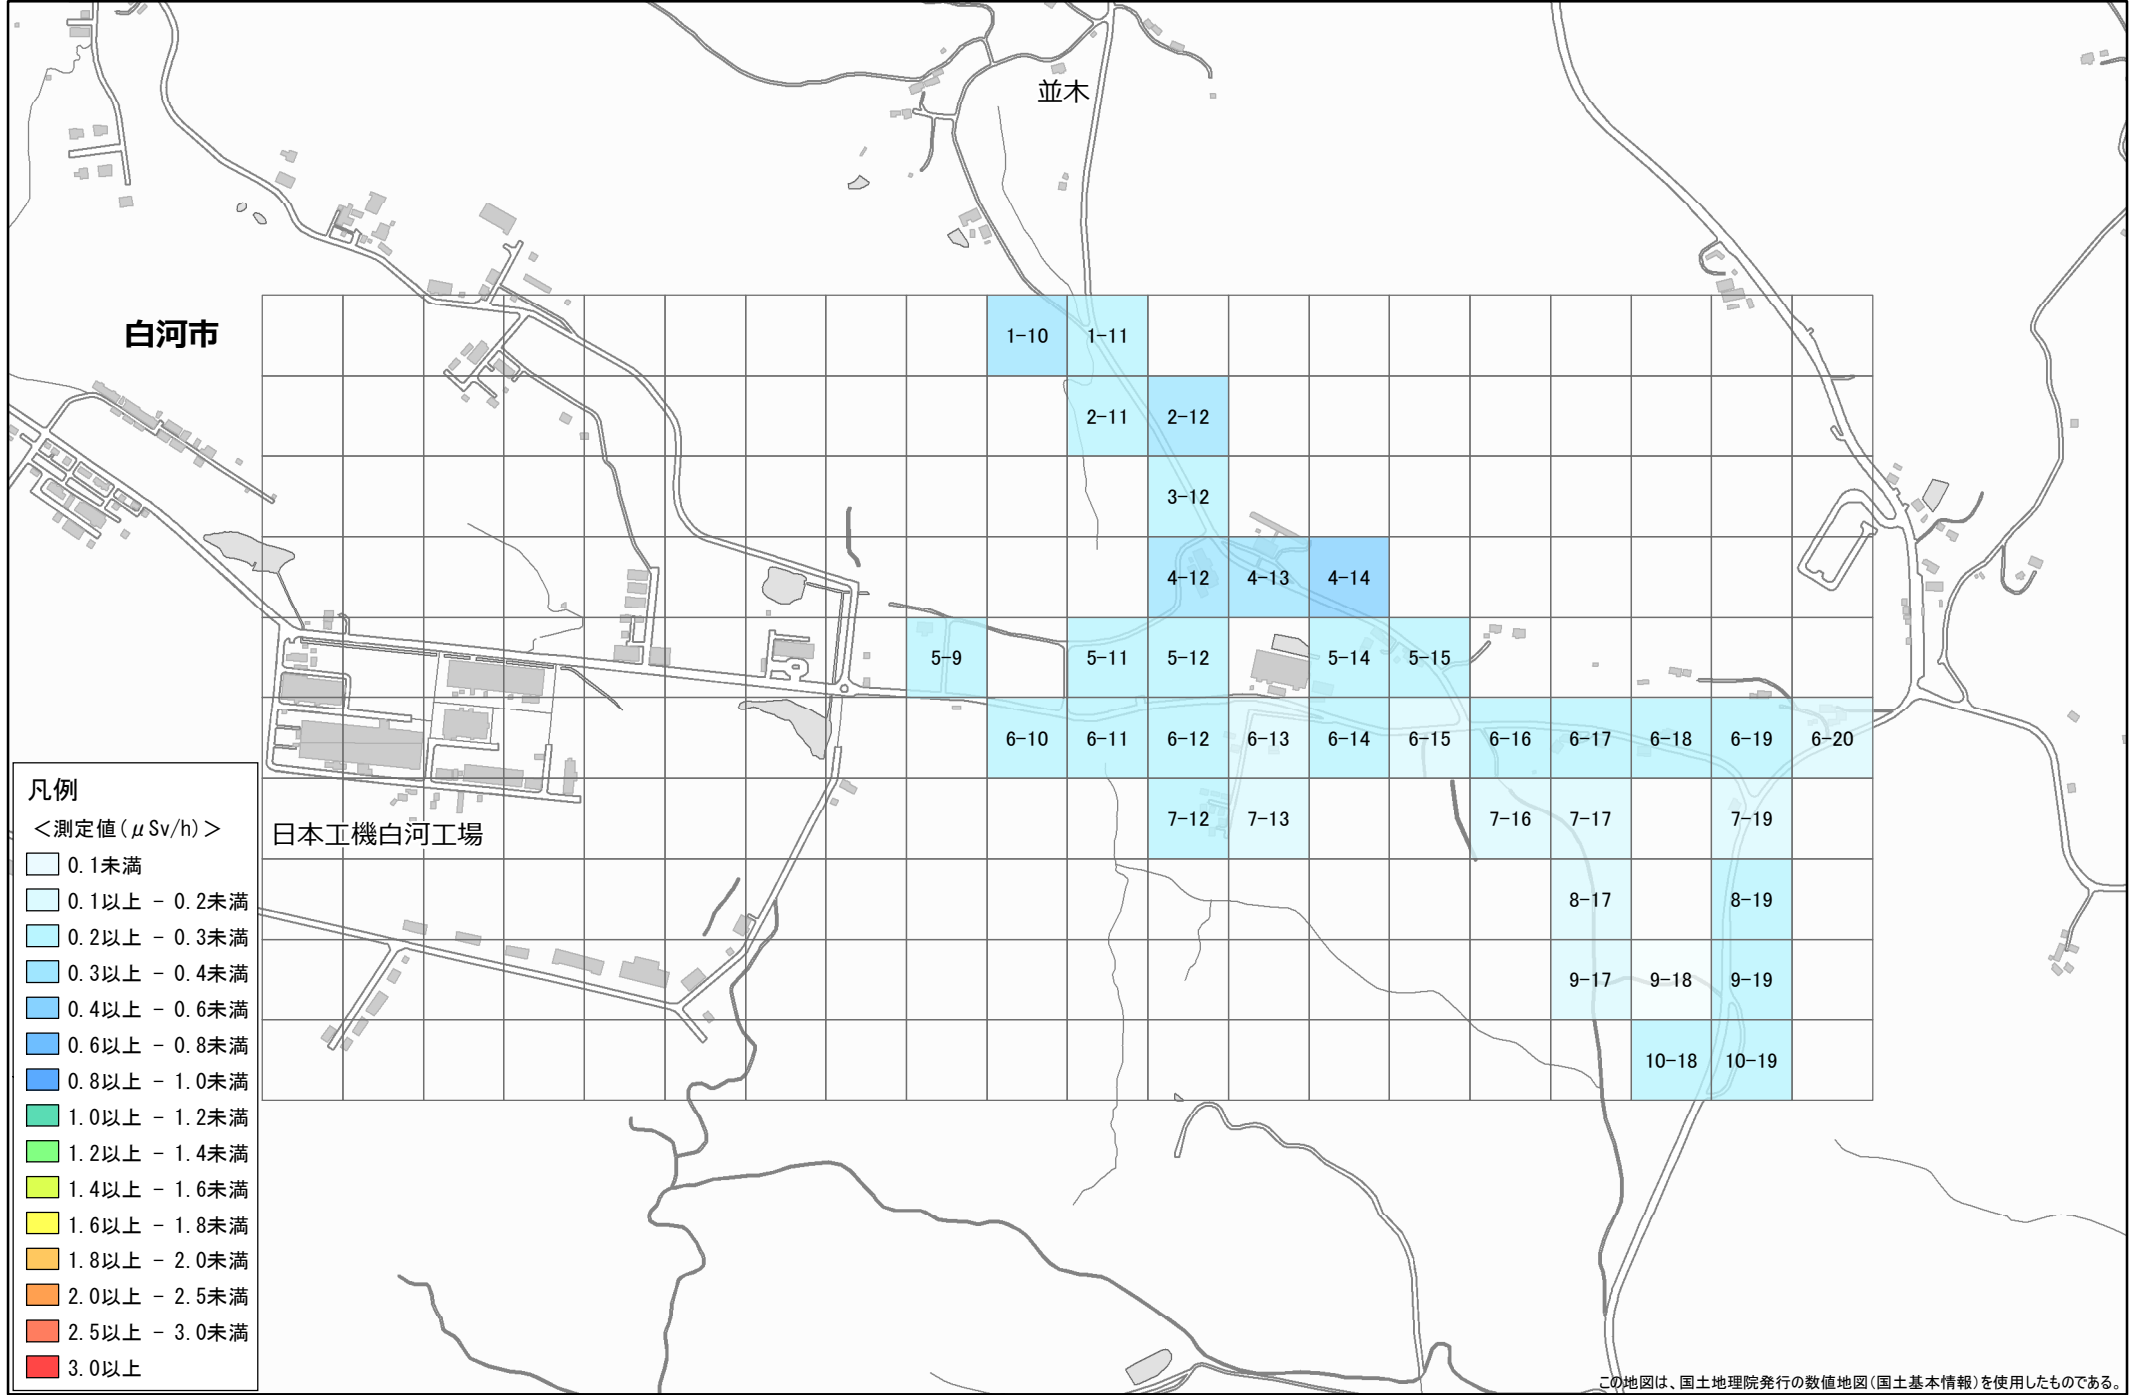 並木
白河市
1-10 1-11
2-11 2-12
3-12
4-12 4-13 4-14
5-9 5-11 5-12 5-14 5-15
6-10 6-11 6-12 6-13 6-14 6-15 6-16 6-17 6-18 6-19 6-20
7-12 7-13 7-16 7-17 7-19
8-17 8-19
9-17 9-18 9-19
10-18 10-19
日本工機白河工場
凡例
＜測定値(μSv/h)＞
0.1未満
0.1以上 - 0.2未満
0.2以上 - 0.3未満
0.3以上 - 0.4未満
0.4以上 - 0.6未満
0.6以上 - 0.8未満
0.8以上 - 1.0未満
1.0以上 - 1.2未満
1.2以上 - 1.4未満
1.4以上 - 1.6未満
1.6以上 - 1.8未満
1.8以上 - 2.0未満
2.0以上 - 2.5未満
2.5以上 - 3.0未満
3.0以上
この地図は、国土地理院発行の数値地図(国土基本情報)を使用したものである。